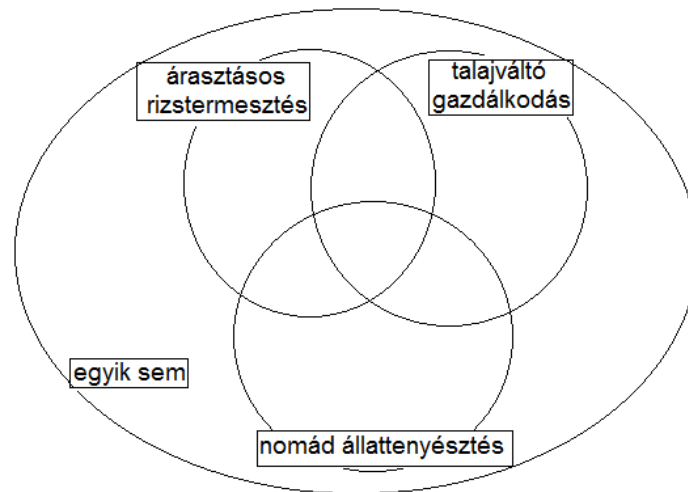 árasztásos
rizstermesztés
talajváltó
gazdálkodás
egyik sem
nomád állattenyésztés